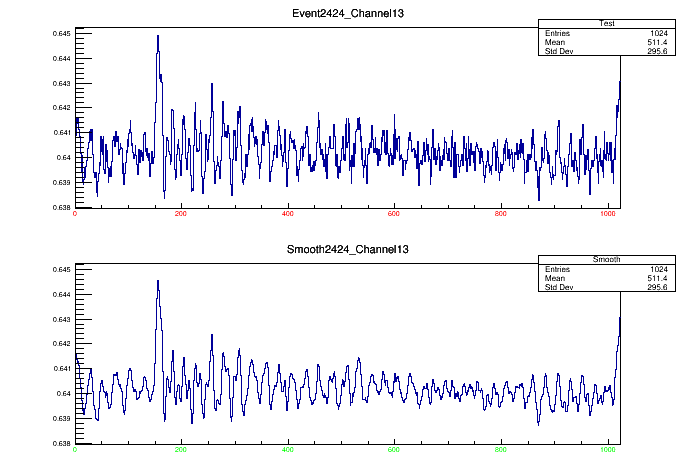 Event2424_Channel13
Test
Entries 1024
Mean 511.4
Std Dev 295.6
0.645
0.644
0.643
0.642
0.641
0.64
0.639
0.638
0 200 400 600 800 1000
Smooth2424_Channel13
Smooth
Entries 1024
Mean 511.4
Std Dev 295.6
0.645
0.644
0.643
0.642
0.641
0.64
0.639
0.638
0 200 400 600 800 1000